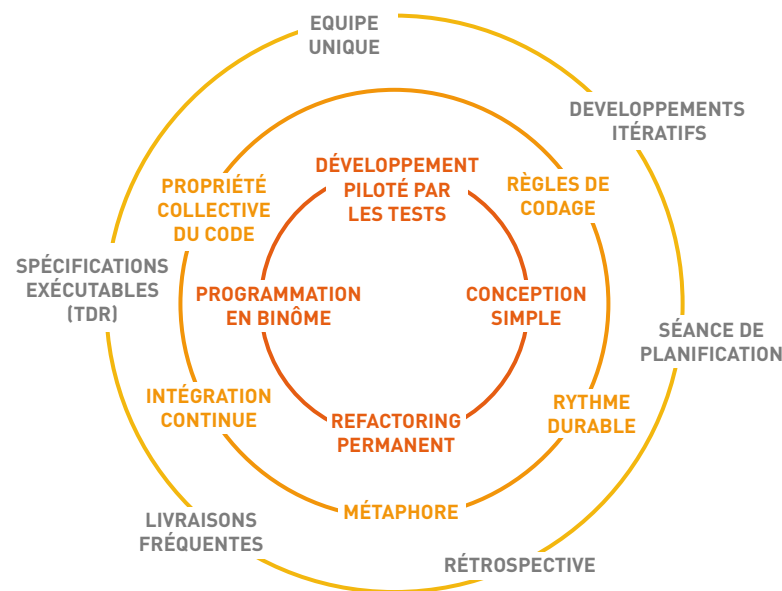 EQUIPE
UNIQUE
DEVELOPPEMENTS
ITÉRATIFS
DÉVELOPPEMENT
PILOTÉ PAR
LES TESTS
PROPRIÉTÉ
COLLECTIVE
DU CODE
RÈGLES DE
CODAGE
SPÉCIFICATIONS
EXÉCUTABLES
(TDR)
PROGRAMMATION
EN BINÔME
CONCEPTION
SIMPLE
SÉANCE DE
PLANIFICATION
INTÉGRATION
CONTINUE
REFACTORING
PERMANENT
RYTHME
DURABLE
MÉTAPHORE
LIVRAISONS
FRÉQUENTES
RÉTROSPECTIVE